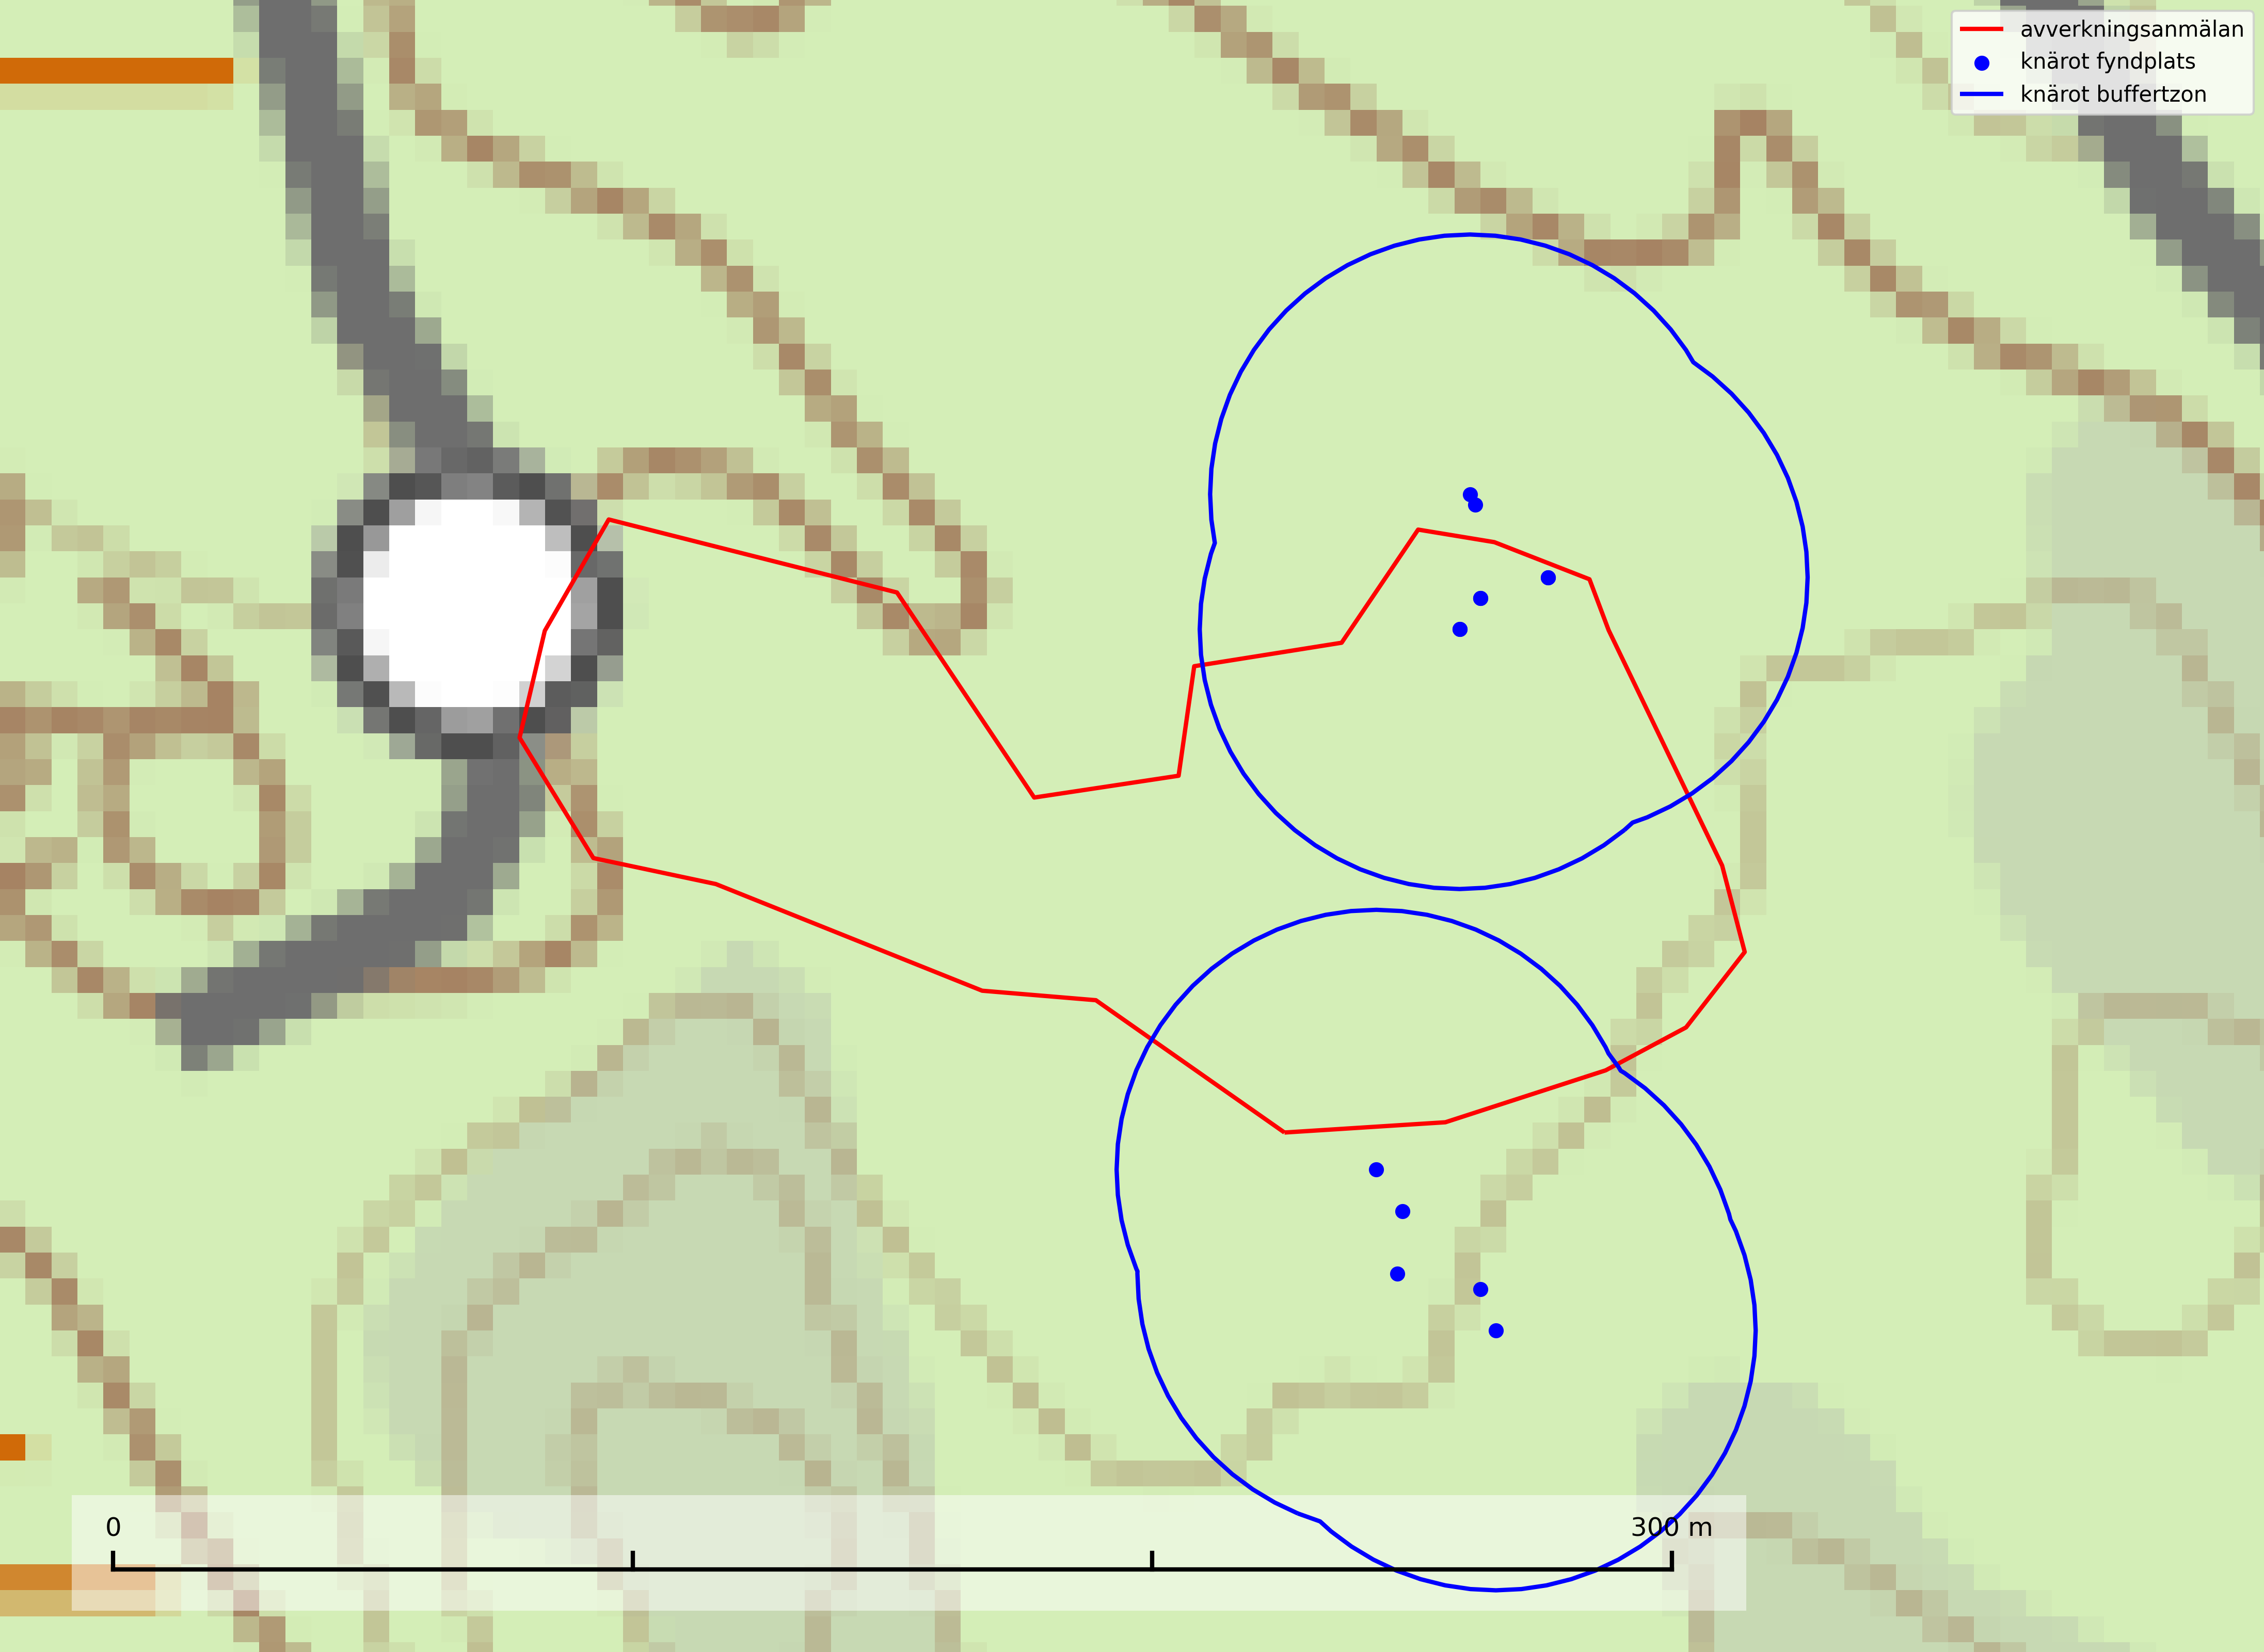 avverkningsanmälan
knärot fyndplats
knärot buffertzon
0
300 m